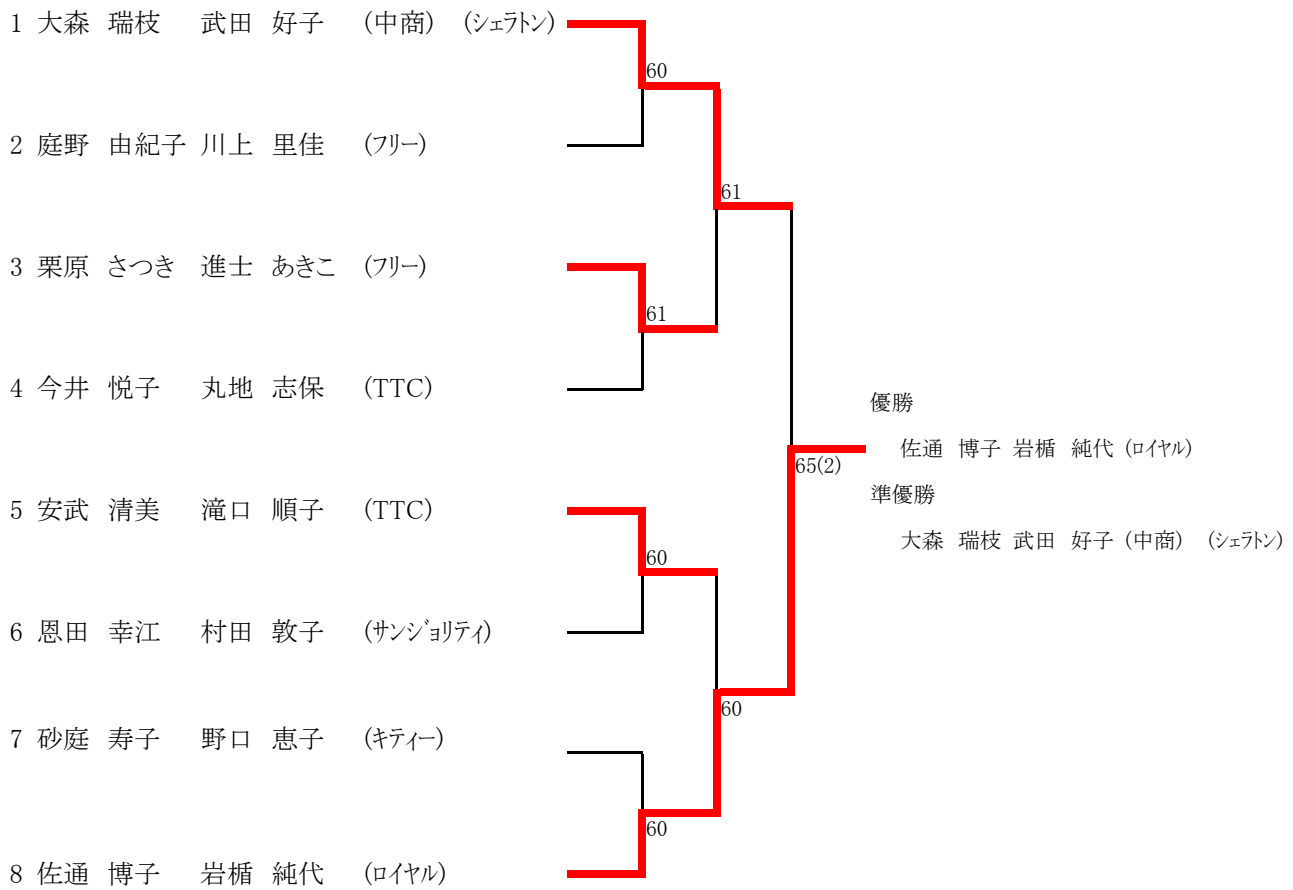 1 大森 瑞枝 武田 好子 (中商) (シェラトン)
60
2 庭野 由紀子 川上 里佳 (フリー)
61
3 栗原 さつき 進士 あきこ (フリー)
61
4 今井 悦子 丸地 志保 (TTC)
優勝
佐通 博子 岩楯 純代 (ロイヤル)
65(2)
準優勝
大森 瑞枝 武田 好子 (中商) (シェラトン)
5 安武 清美 滝口 順子 (TTC)
60
6 恩田 幸江 村田 敦子 (サンジョリティ)
60
7 砂庭 寿子 野口 恵子 (キティー)
60
8 佐通 博子 岩楯 純代 (ロイヤル)